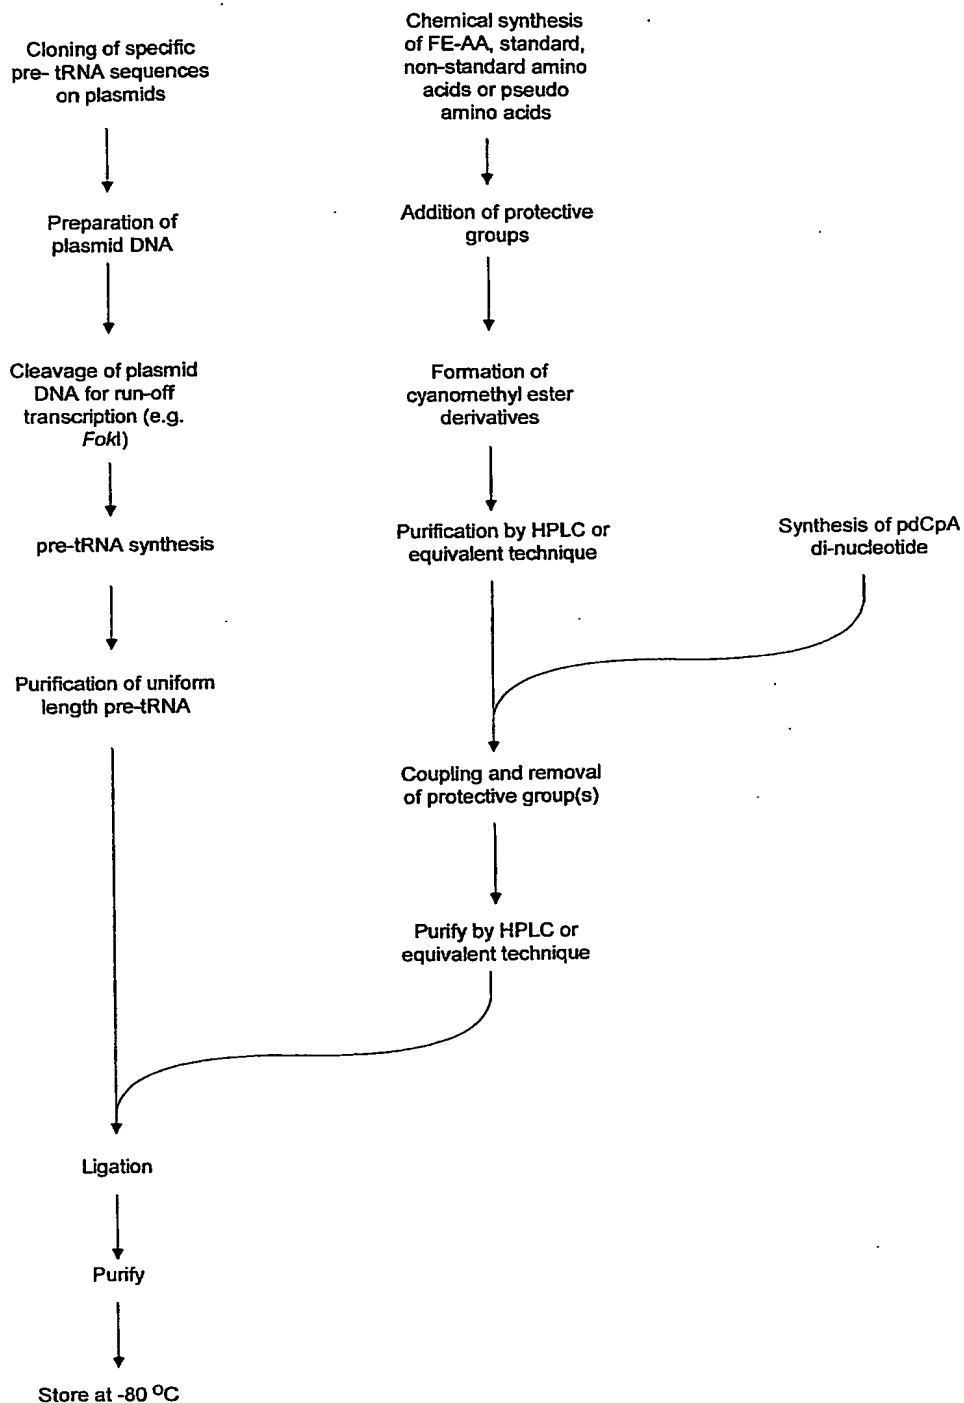 Cloning of specific
pre- tRNA sequences
on plasmids
Preparation of
plasmid DNA
Cleavage of plasmid
DNA for run-off
transcription (e.g.
FokI)
pre-tRNA synthesis
Purification of uniform
length pre-tRNA
Chemical synthesis
of FE-AA, standard,
non-standard amino
acids or pseudo
amino acids
Addition of protective
groups
Formation of
cyanomethyl ester
derivatives
Purification by HPLC or
equivalent technique
Synthesis of pdCpA
di-nucleotide
Coupling and removal
of protective group(s)
Purify by HPLC or
equivalent technique
Ligation
Purify
Store at -80 °C